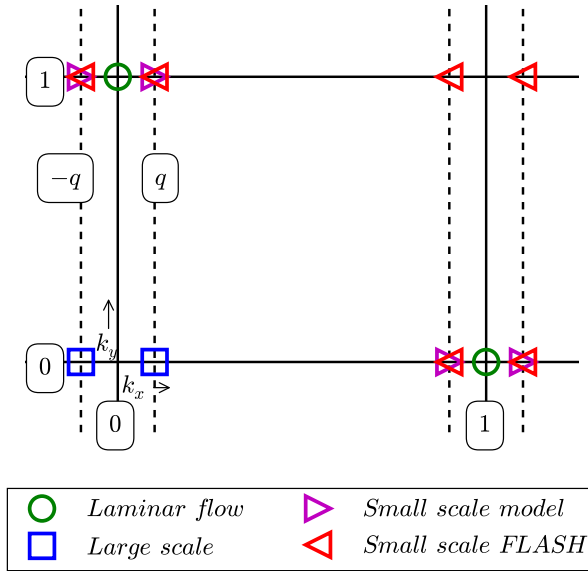 1
−q
q
k_y
0
k_x
0
1
Laminar flow
Small scale model
Large scale
Small scale FLASH